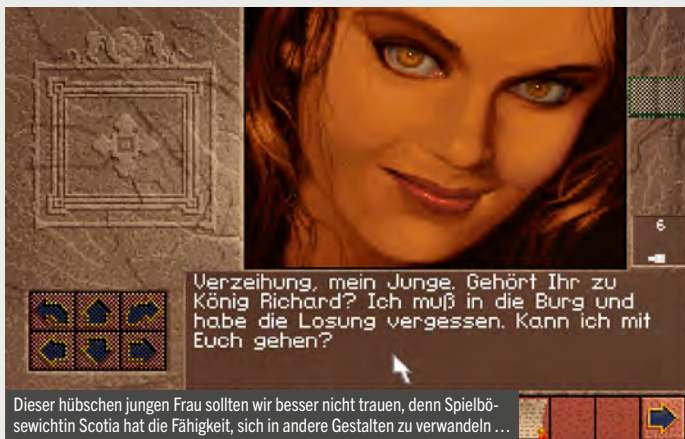 6
Verzeihung, mein Junge. Gehört Ihr zu
König Richard? Ich muß in die Burg und
habe die Losung vergessen. Kann ich mit
Euch gehen?
Dieser hübschen jungen Frau sollten wir besser nicht trauen, denn Spielbö-
sewichtin Scotia hat die Fähigkeit, sich in andere Gestalten zu verwandeln ...